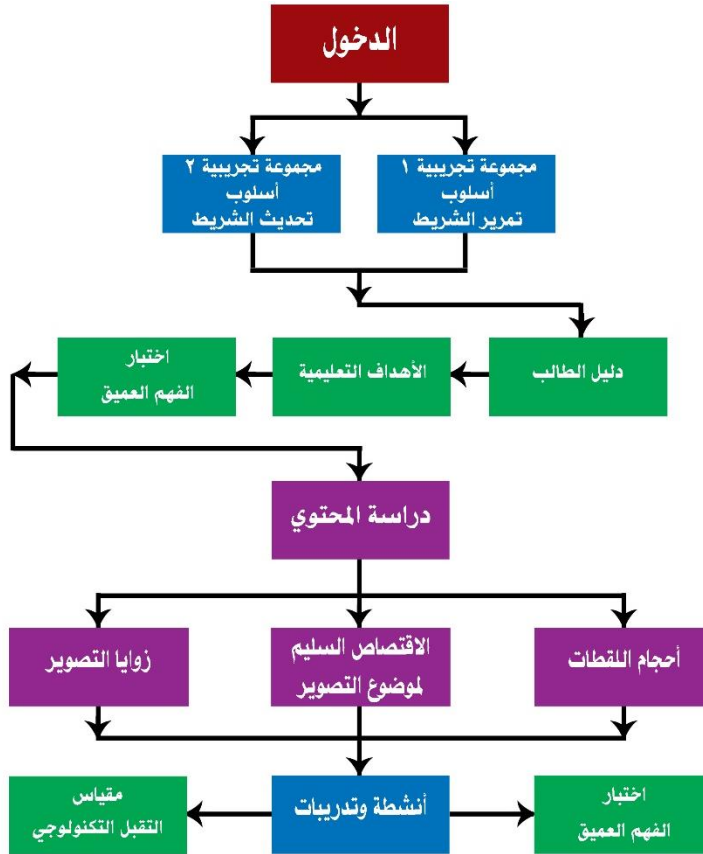 الدخول
مجموعة تجريبية ١
أسلوب
تمرير الشريط
مجموعة تجريبية ٢
أسلوب
تحديث الشريط
دليل الطالب
الأهداف التعليمية
اختبار
الفهم العميق
دراسة المحتوي
أحجام اللقطات
الاقتصاص السليم
لموضوع التصوير
زوايا التصوير
اختبار
الفهم العميق
أنشطة وتدريبات
مقياس
التقبل التكنولوجي